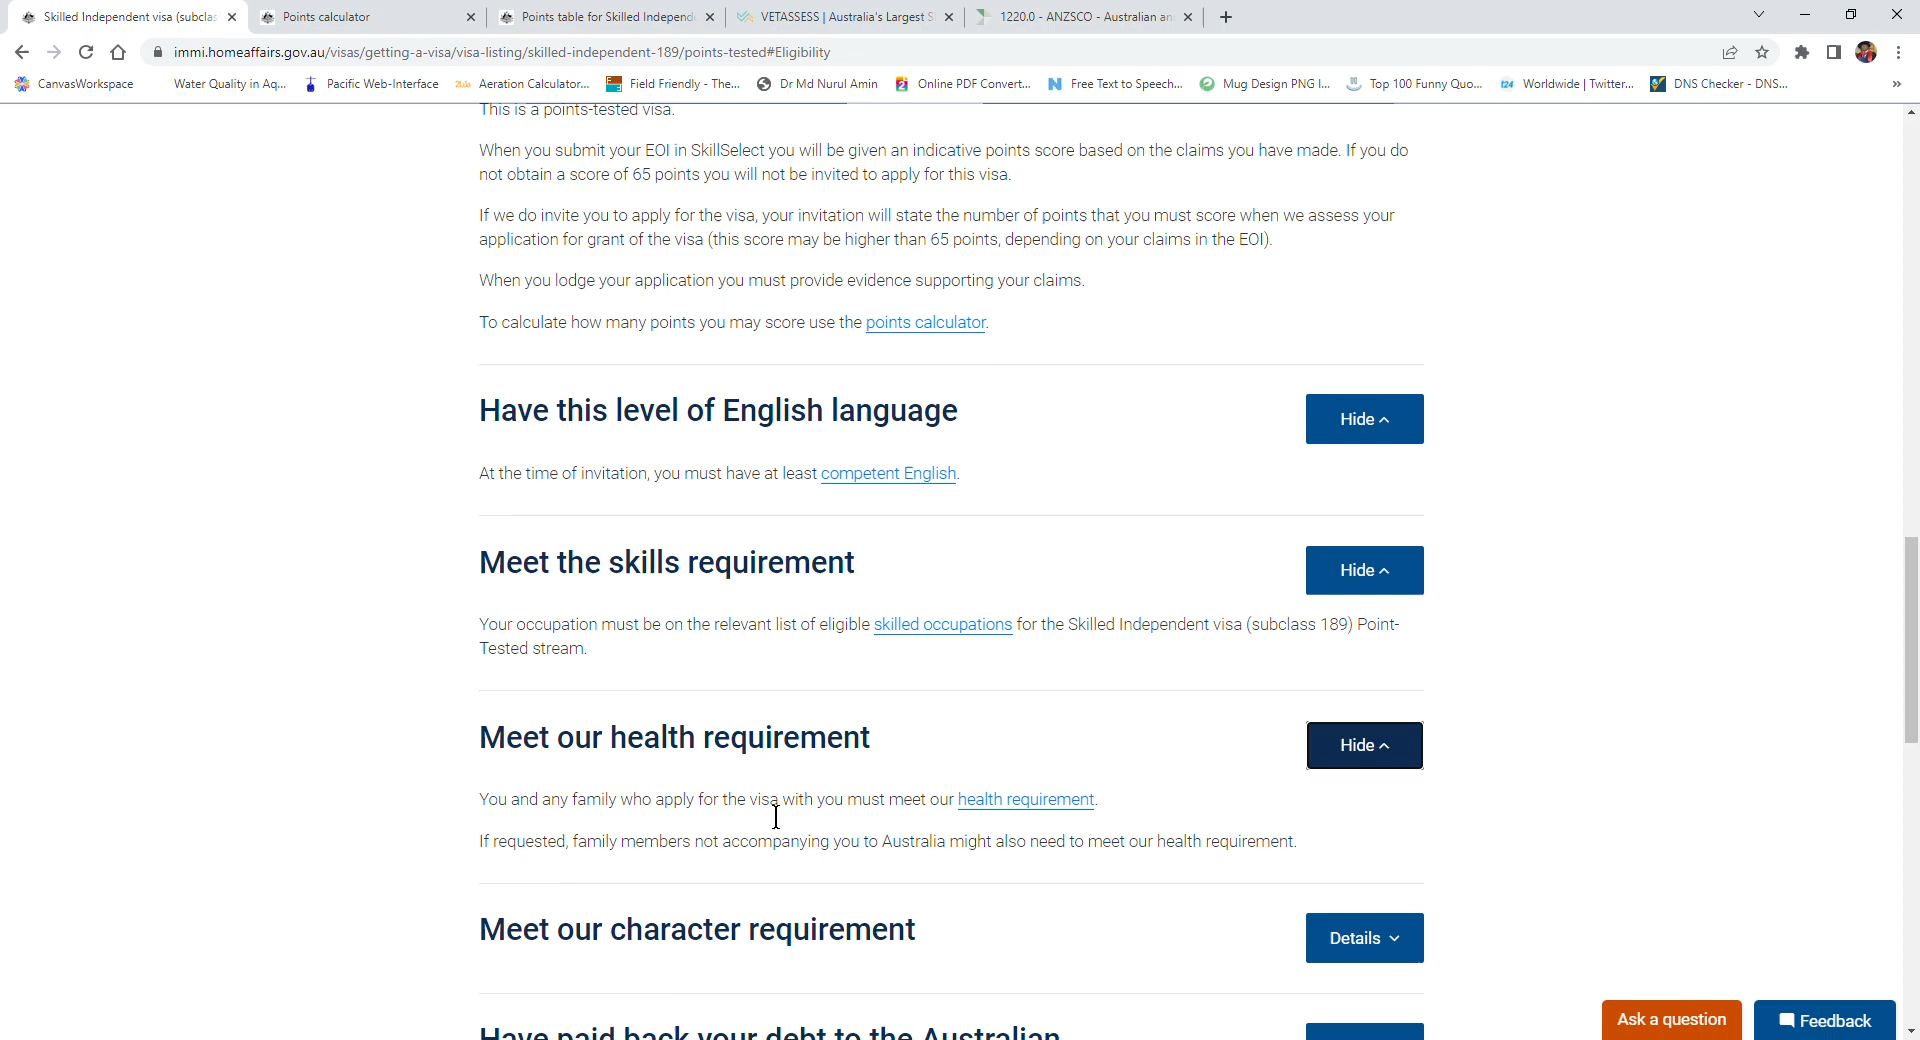 Skilled Independent visa (subclas
Points calculator
Points table for Skilled Independ
VETASSESS | Australia's Largest S
1220.0 - ANZSCO - Australian an
immi.homeaffairs.gov.au/visas/getting-a-visa/visa-listing/skilled-independent-189/points-tested#Eligibility
CanvasWorkspace
Water Quality in Aq...
Pacific Web-Interface
Aeration Calculator...
Field Friendly - The...
Dr Md Nurul Amin
Online PDF Convert...
Free Text to Speech...
Mug Design PNG I...
Top 100 Funny Quo...
t24 Worldwide | Twitter...
DNS Checker - DNS...
»
This is a points-tested visa.
When you submit your EOI in SkillSelect you will be given an indicative points score based on the claims you have made. If you do
not obtain a score of 65 points you will not be invited to apply for this visa.
If we do invite you to apply for the visa, your invitation will state the number of points that you must score when we assess your
application for grant of the visa (this score may be higher than 65 points, depending on your claims in the EOI).
When you lodge your application you must provide evidence supporting your claims.
To calculate how many points you may score use the points calculator.
Have this level of English language
Hide
At the time of invitation, you must have at least competent English.
Meet the skills requirement
Hide
Your occupation must be on the relevant list of eligible skilled occupations for the Skilled Independent visa (subclass 189) Point-
Tested stream.
Meet our health requirement
Hide
You and any family who apply for the visa with you must meet our health requirement.
If requested, family members not accompanying you to Australia might also need to meet our health requirement.
Meet our character requirement
Details
Have paid back your debt to the Australian
Ask a question
Feedback